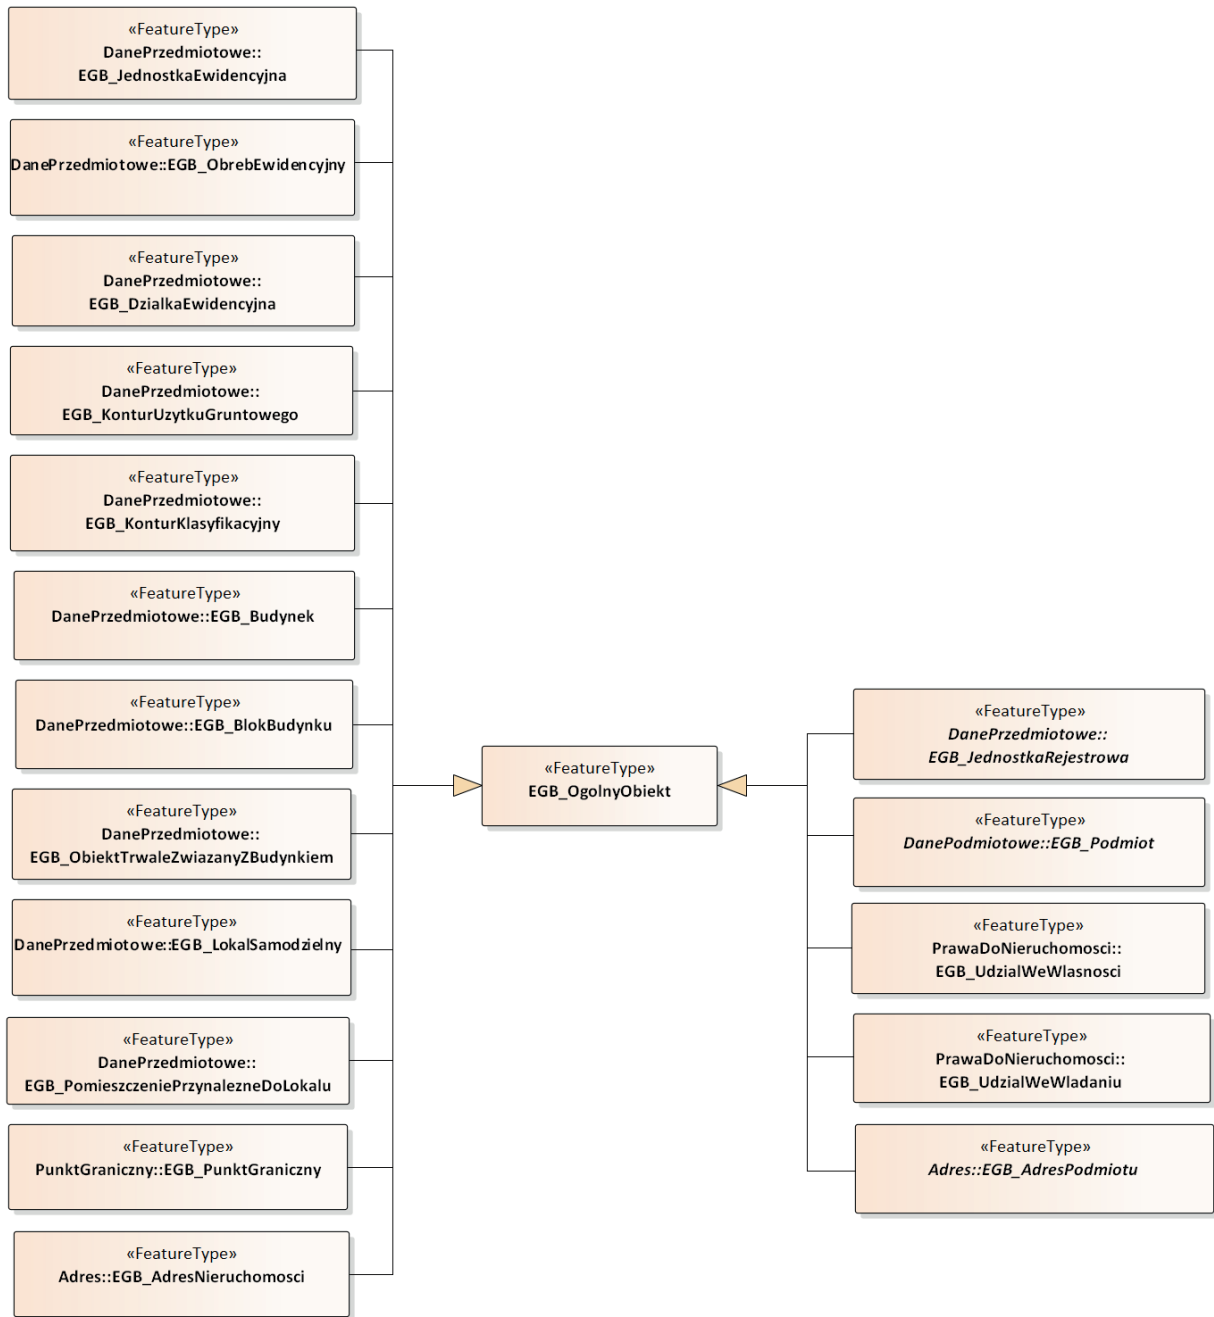 «FeatureType»
DanePrzedmiotowe::
EGB_JednostkaEwidencyjna
«FeatureType»
DanePrzedmiotowe::EGB_ObrebEwidencyjny
«FeatureType»
DanePrzedmiotowe::
EGB_DzialkaEwidencyjna
«FeatureType»
DanePrzedmiotowe::
EGB_KonturUzytkuGruntowego
«FeatureType»
DanePrzedmiotowe::
EGB_KonturKlasyfikacyjny
«FeatureType»
DanePrzedmiotowe::EGB_Budynek
«FeatureType»
DanePrzedmiotowe::EGB_BlokBudynku
«FeatureType»
DanePrzedmiotowe::
EGB_ObiektTrwaleZwiazanyZBudynkiem
«FeatureType»
DanePrzedmiotowe::EGB_LokalSamodzielny
«FeatureType»
DanePrzedmiotowe::
EGB_PomieszczeniePrzynalezneDoLokalu
«FeatureType»
PunktGraniczny::EGB_PunktGraniczny
«FeatureType»
Adres::EGB_AdresNieruchomosci
«FeatureType»
EGB_OgolnyObiekt
«FeatureType»
DanePrzedmiotowe::
EGB_JednostkaRejestrowa
«FeatureType»
DanePodmiotowe::EGB_Podmiot
«FeatureType»
PrawaDoNieruchomosci::
EGB_UdzialWeWlasnosci
«FeatureType»
PrawaDoNieruchomosci::
EGB_UdzialWeWladaniu
«FeatureType»
Adres::EGB_AdresPodmiotu